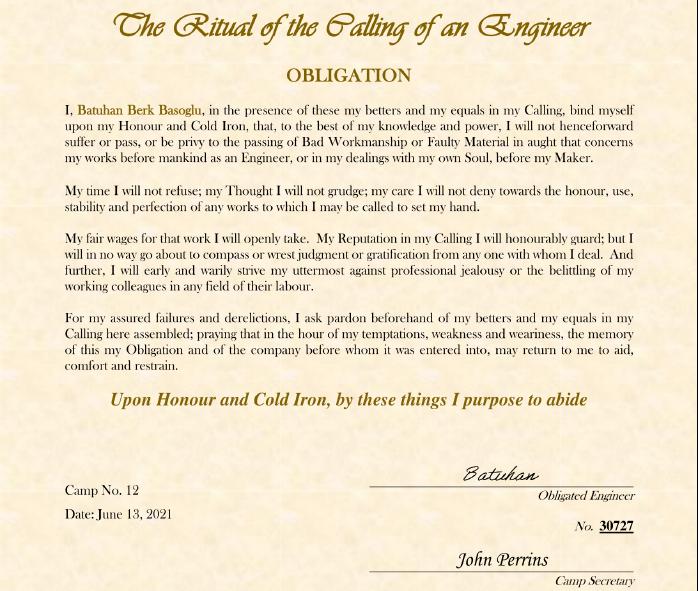 The Ritual of the Calling of an Engineer
OBLIGATION
I, Batuhan Berk Basoglu, in the presence of these my betters and my equals in my Calling, bind myself
upon my Honour and Cold Iron, that, to the best of my knowledge and power, I will not henceforward
suffer or pass, or be privy to the passing of Bad Workmanship or Faulty Material in aught that concerns
my works before mankind as an Engineer, or in my dealings with my own Soul, before my Maker.
My time I will not refuse; my Thought I will not grudge; my care I will not deny towards the honour, use,
stability and perfection of any works to which I may be called to set my hand.
My fair wages for that work I will openly take. My Reputation in my Calling I will honourably guard; but I
will in no way go about to compass or wrest judgment or gratification from any one with whom I deal. And
further, I will early and warily strive my uttermost against professional jealousy or the belittling of my
working colleagues in any field of their labour.
For my assured failures and derelictions, I ask pardon beforehand of my betters and my equals in my
Calling here assembled; praying that in the hour of my temptations, weakness and weariness, the memory
of this my Obligation and of the company before whom it was entered into, may return to me to aid,
comfort and restrain.
Upon Honour and Cold Iron, by these things I purpose to abide
Batuhan
Camp No. 12
Obligated Engineer
Date: June 13, 2021
No. 30727
John Perrins
Camp Secretary